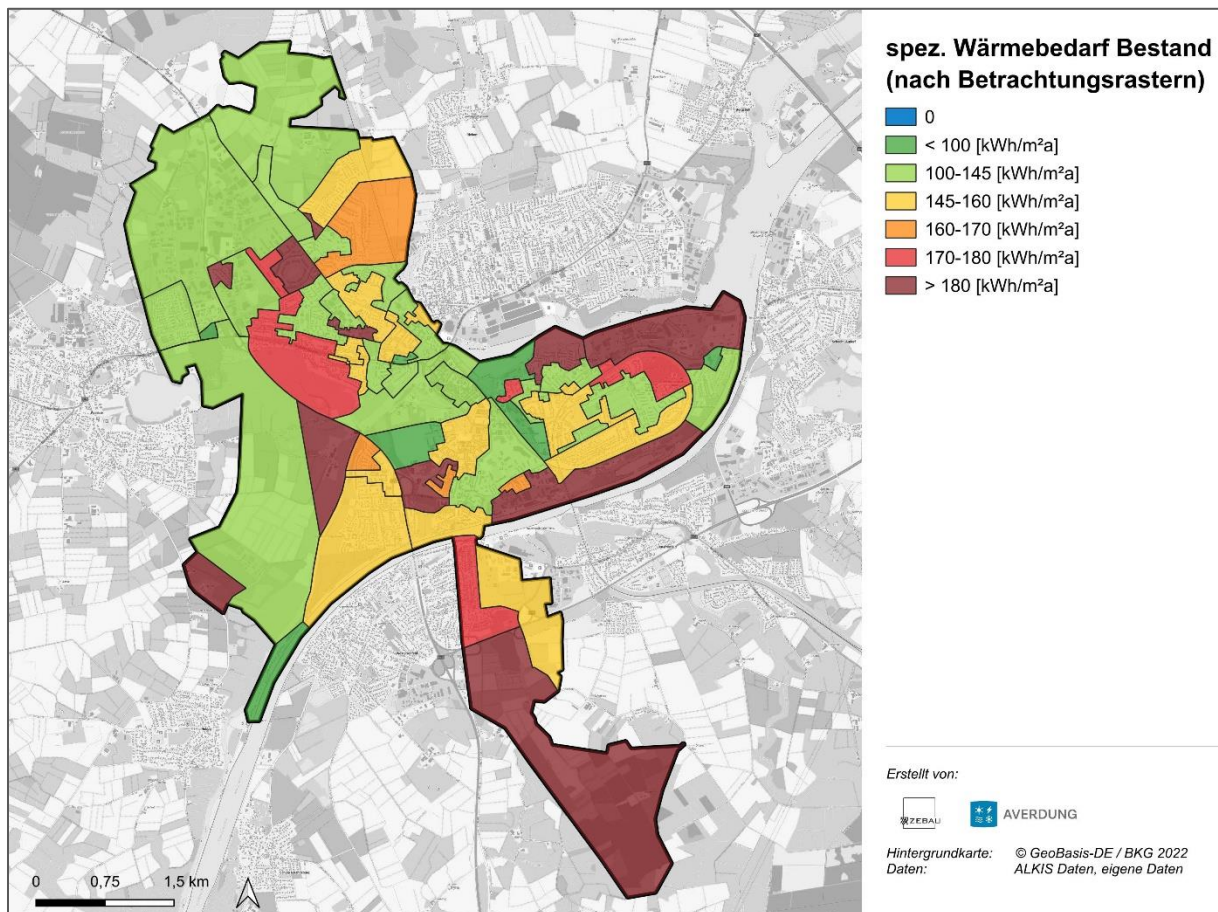 spez. Wärmebedarf Bestand
(nach Betrachtungsrastern)
0
< 100 [kWh/m²a]
100-145 [kWh/m²a]
145-160 [kWh/m²a]
160-170 [kWh/m²a]
170-180 [kWh/m²a]
> 180 [kWh/m²a]
Erstellt von:
ZEBAU
AVERDUNG
Hintergrundkarte: © GeoBasis-DE / BKG 2022
Daten: ALKIS Daten, eigene Daten
0 0,75 1,5 km